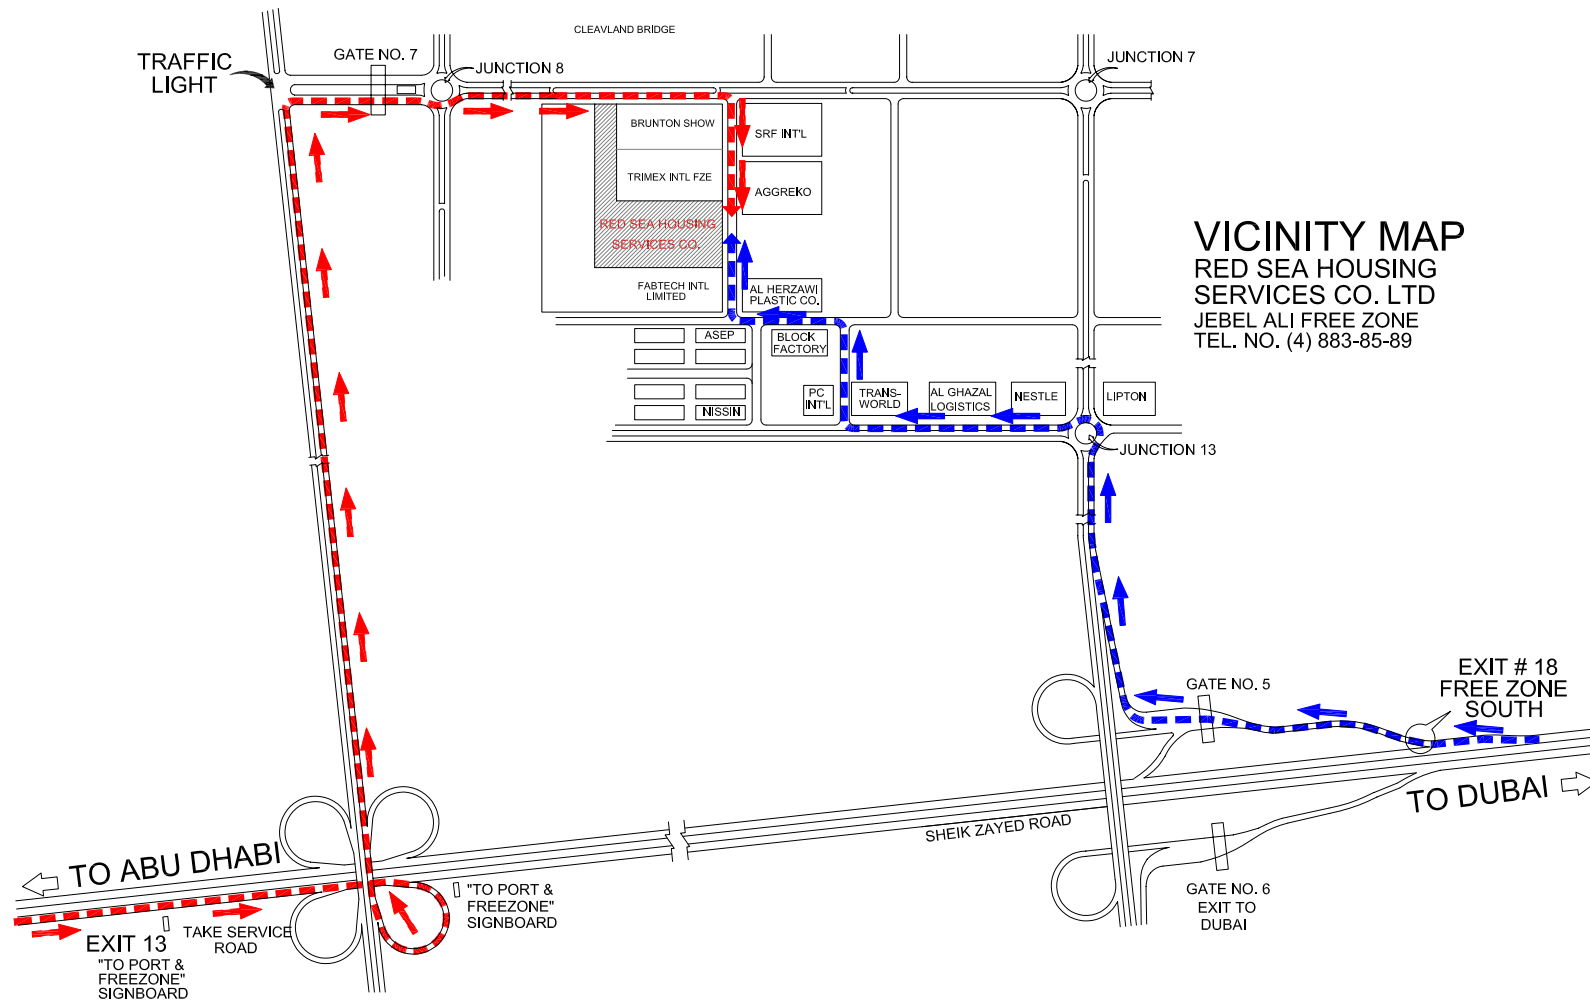 CLEAVLAND BRIDGE
TRAFFIC
LIGHT
GATE NO. 7
JUNCTION 8
JUNCTION 7
BRUNTON SHOW
SRF INT'L
TRIMEX INTL FZE
AGGREKO
RED SEA HOUSING
SERVICES CO.
VICINITY MAP
RED SEA HOUSING
SERVICES CO. LTD
JEBEL ALI FREE ZONE
TEL. NO. (4) 883-85-89
FABTECH INTL
LIMITED
AL HERZAWI
PLASTIC CO.
ASEP
BLOCK
FACTORY
NISSIN
PC
INT'L
TRANS-
WORLD
AL GHAZAL
LOGISTICS
NESTLE
LIPTON
JUNCTION 13
EXIT # 18
FREE ZONE
SOUTH
GATE NO. 5
TO DUBAI
SHEIK ZAYED ROAD
TO ABU DHABI
"TO PORT &
FREEZONE"
SIGNBOARD
GATE NO. 6
EXIT TO
DUBAI
TAKE SERVICE
ROAD
EXIT 13
"TO PORT &
FREEZONE"
SIGNBOARD